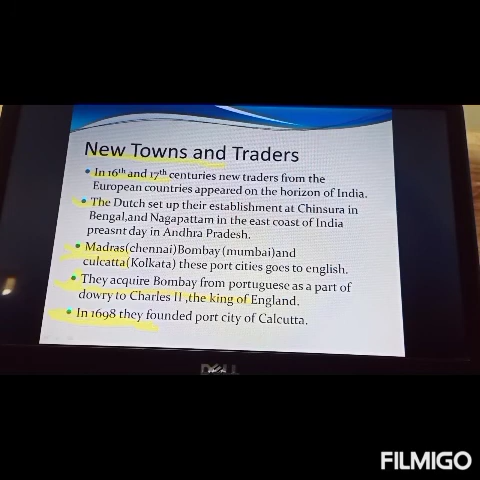 New Towns and Traders
In 16th and 17th centuries new traders from the
European countries appeared on the horizon of India.
The Dutch set up their establishment at Chinsura in
Bengal,and Nagapattam in the east coast of India
preasnt day in Andhra Pradesh.
Madras(chennai)Bombay(mumbai)and
culcatta(Kolkata) these port cities goes to english.
They acquire Bombay from portuguese as a part of
dowry to Charles II ,the king of England.
In 1698 they founded port city of Calcutta.
DELL
FILMIGO